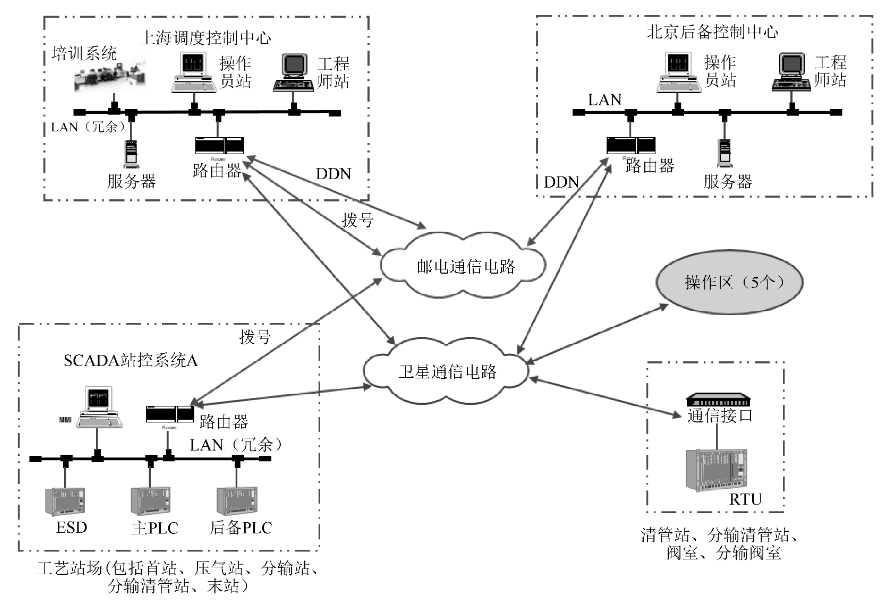 上海调度控制中心
培训系统
操作
员站
工程
师站
LAN（冗余）
服务器
Router
路由器
北京后备控制中心
操作
员站
工程
师站
LAN
路由器
服务器
DDN
拨号
DDN
邮电通信电路
操作区（5个）
拨号
卫星通信电路
SCADA站控系统A
MMI
Router
路由器
LAN（冗余）
ESD
主PLC
后备PLC
工艺站场(包括首站、压气站、分输站、
分输清管站、末站）
通信接口
RTU
清管站、分输清管站、
阀室、分输阀室